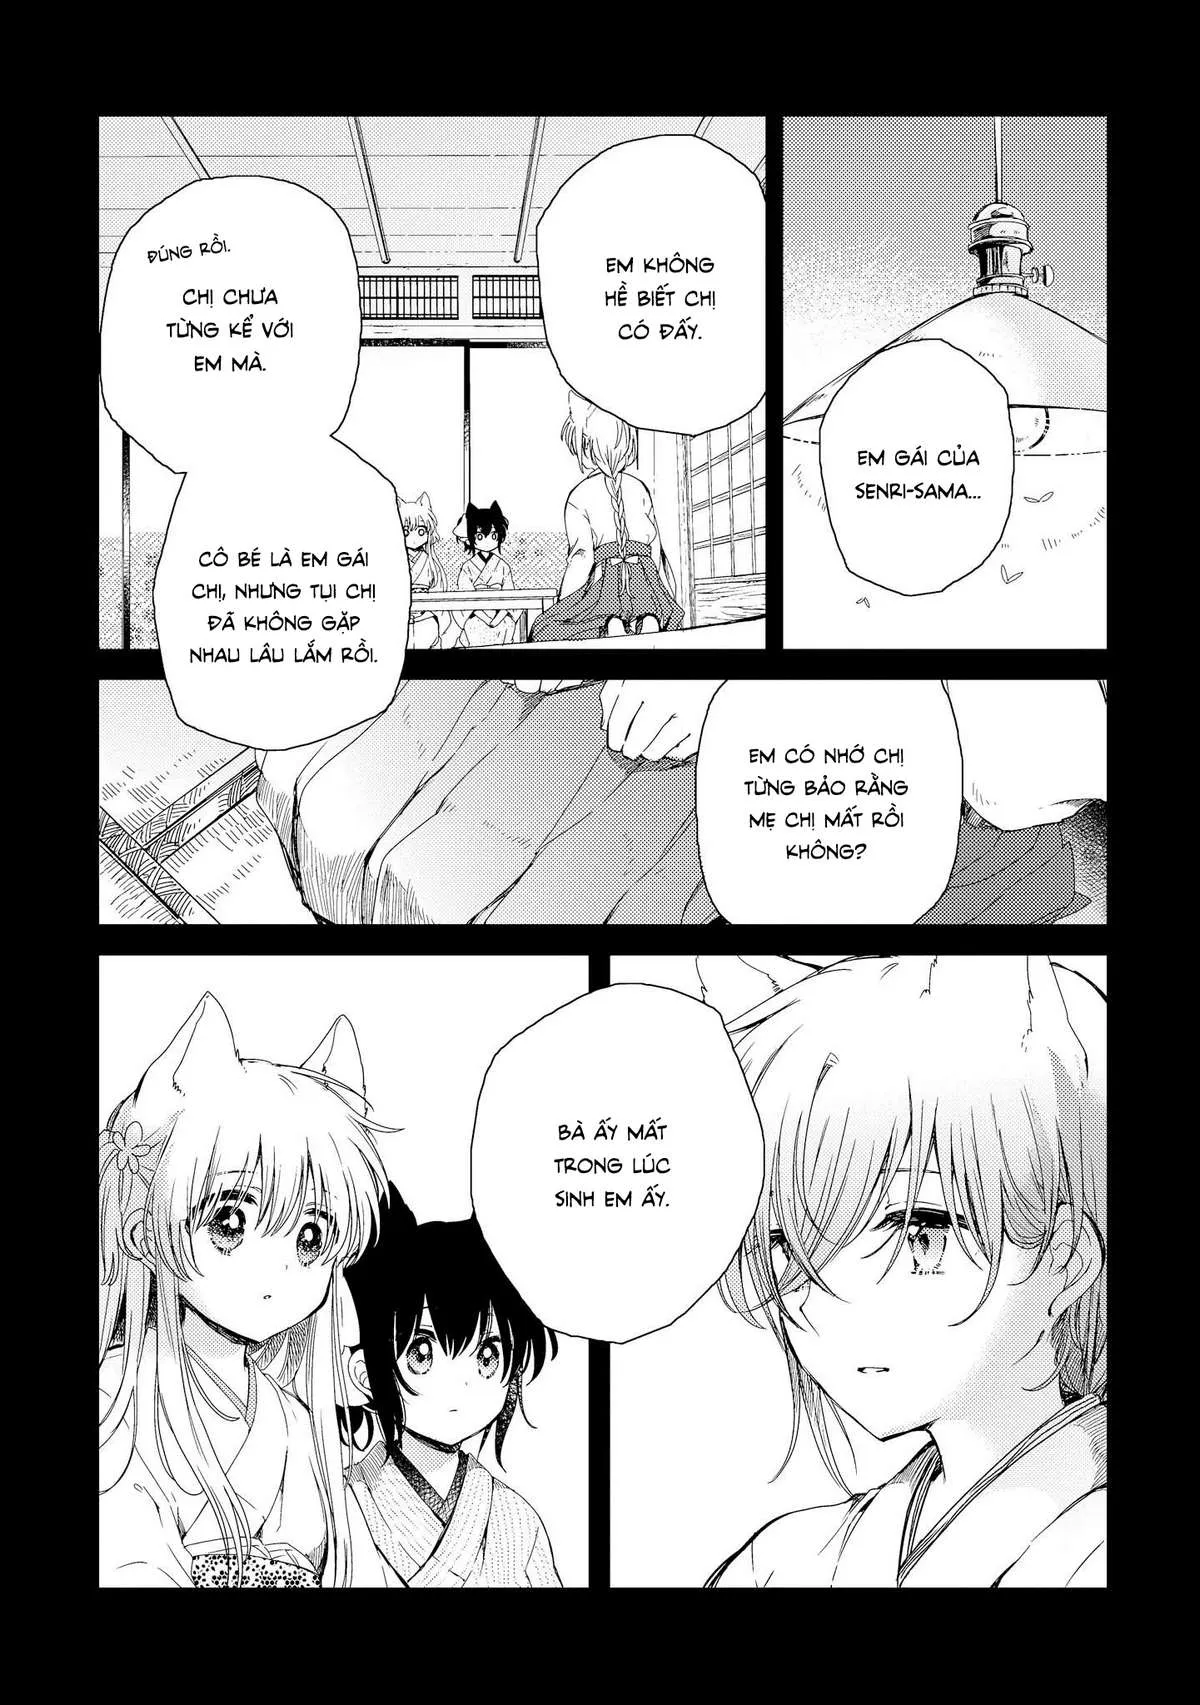 EM GÁI CỦA
SENRI-SAMA...
EM KHÔNG
HỀ BIẾT CHỊ
CÓ ĐẤY.
ĐÚNG RỒI.
CHỊ CHƯA
TỪNG KỂ VỚI
EM MÀ.
CÔ BÉ LÀ EM GÁI
CHỊ, NHƯNG TỤI CHỊ
ĐÃ KHÔNG GẶP
NHAU LÂU LẮM RỒI.
EM CÓ NHỚ CHỊ
TỪNG BẢO RẰNG
MẸ CHỊ MẤT RỒI
KHÔNG?
BÀ ẤY MẤT
TRONG LÚC
SINH EM ẤY.